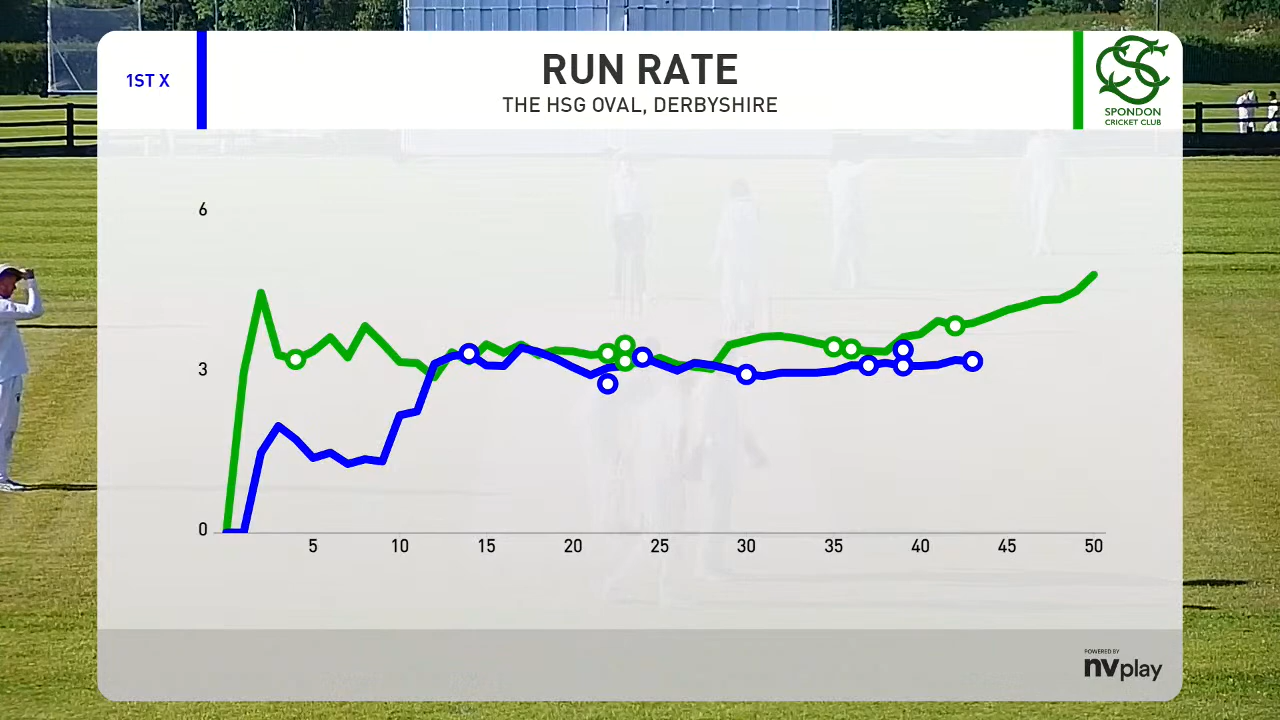 1ST X
RUN RATE
THE HSG OVAL, DERBYSHIRE
SPONDON
CRICKET CLUB
6
3
0
5 10 15 20 25 30 35 40 45 50
POWERED BY
nvplay